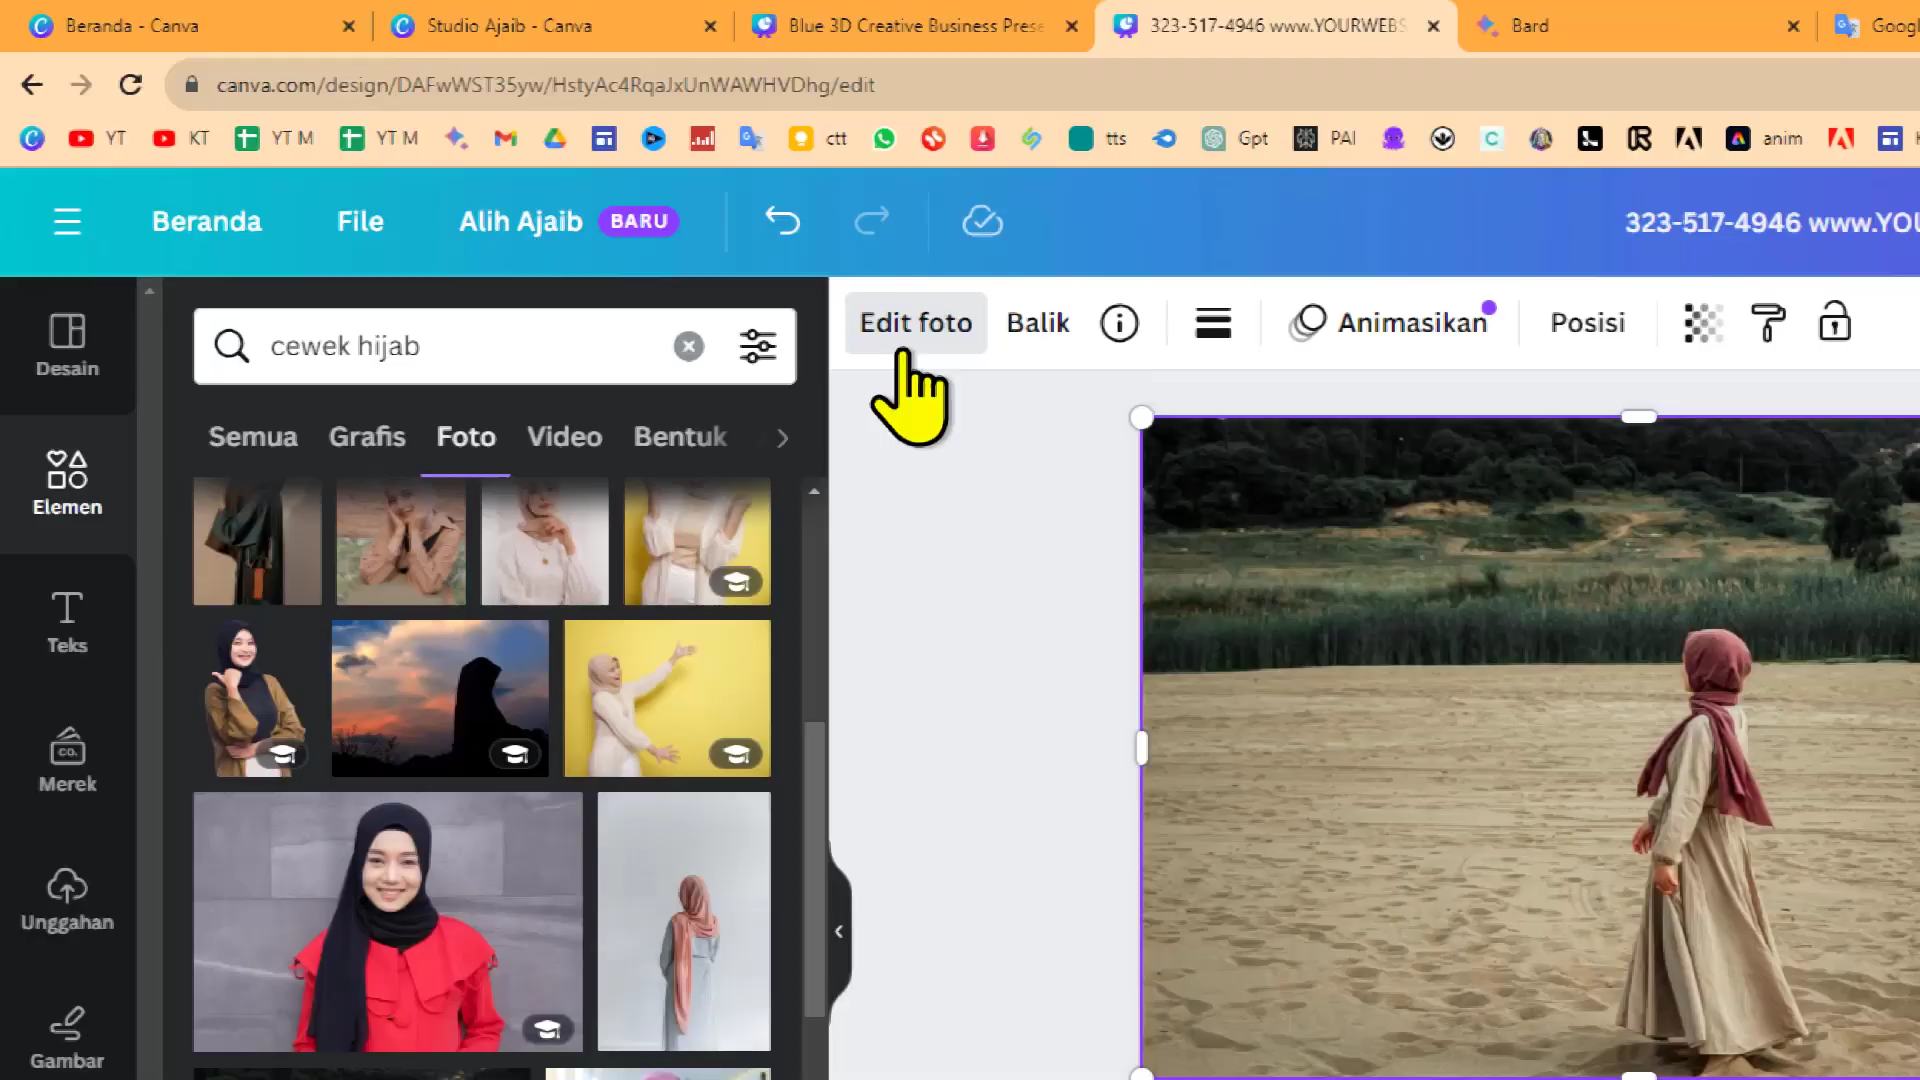 Beranda - Canva
Studio Ajaib - Canva
Blue 3D Creative Business Prese
323-517-4946 www.YOURWEBS
Bard
Googl
canva.com/design/DAFwWST35yw/HstyAc4RqaJxUnWAWHVDhg/edit
YT
KT
YT M
YT M
ctt
tts
Gpt
PAI
anim
Beranda
File
Alih Ajaib
BARU
323-517-4946 www.YOU
Desain
Elemen
Teks
CO.
Merek
Unggahan
Gambar
cewek hijab
Semua
Grafis
Foto
Video
Bentuk
Edit foto
Balik
Animasikan
Posisi